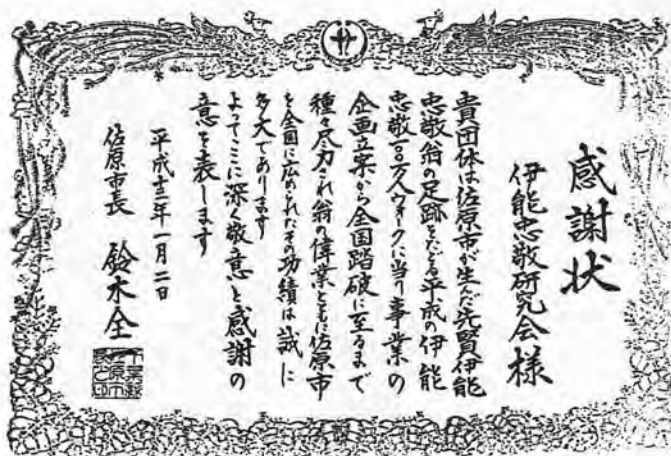 感謝状
伊能忠敬研究会様
貴団体は佐原市が生んだ先賢伊能
忠敬翁の足跡をたどる平成の伊能
忠敬一〇〇万人ウォークに当り事業の
企画立案から全国踏破に至るまで
種々尽力され翁の偉業とともに佐原市
を全国に広められたその功績は誠に
多大であります
よってここに深く敬意と感謝の
意を表します
平成十三年一月二日
佐原市長 鈴木全一